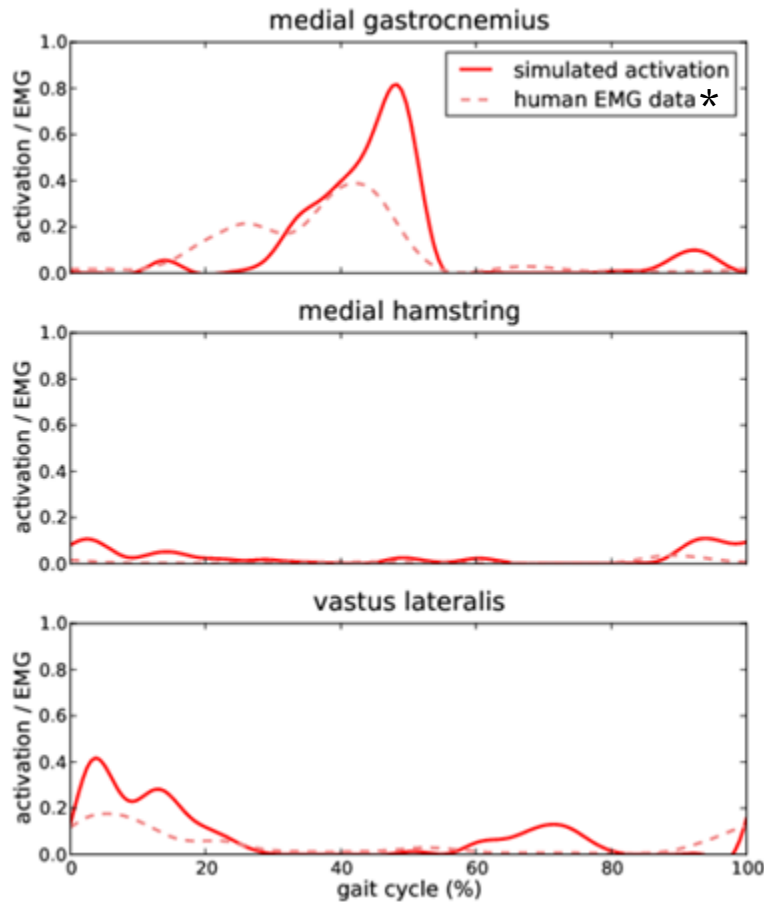 medial gastrocnemius
1.0
0.8
0.6
0.4
0.2
0.0
activation / EMG
simulated activation
human EMG data*
medial hamstring
1.0
0.8
0.6
0.4
0.2
0.0
activation / EMG
vastus lateralis
1.0
0.8
0.6
0.4
0.2
0.0
activation / EMG
0 20 40 60 80 100
gait cycle (%)